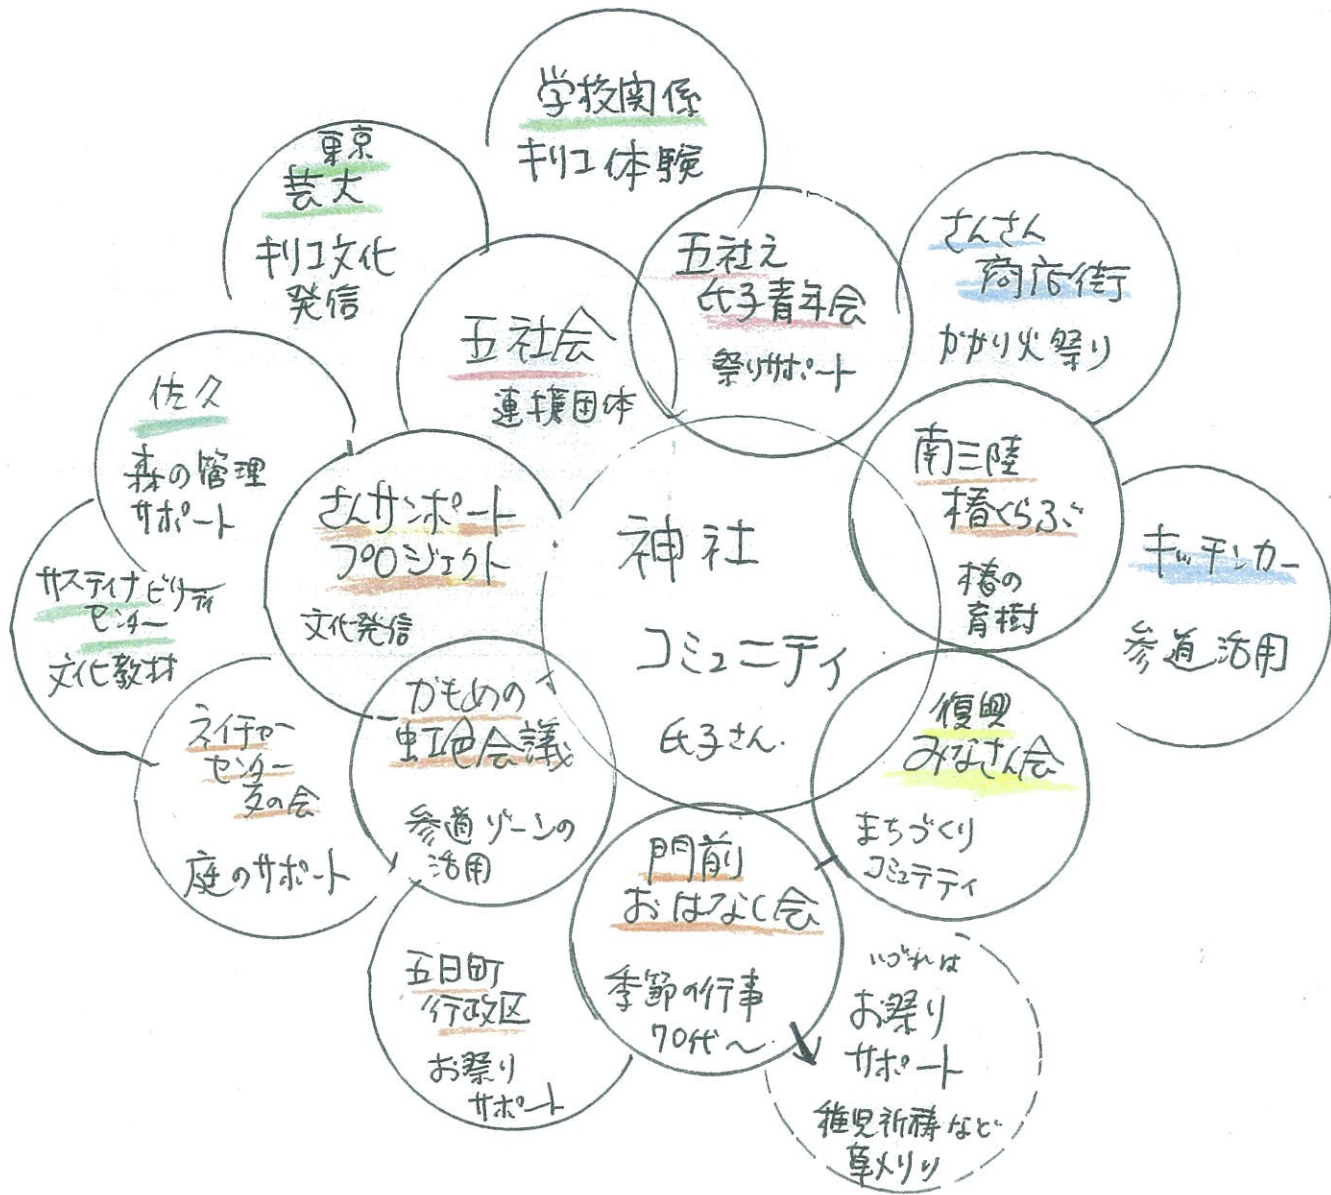 学校関係
キリコ体験
東京
芸大
キリコ文化
発信
五社会
連携団体
五社え
氏子青年会
祭りサポート
さんさん
商店街
かがり火祭り
佐久
森の管理
サポート
さんサンポート
プロジェクト
文化発信
神社
コミュニティ
氏子さん
南三陸
椿くらぶ
椿の
育樹
キッチンカー
参道活用
サスティナビリティ
センター
文化教材
ネイチャー
センター
友の会
庭のサポート
かもめの
虹色会議
参道ゾーンの
活用
復興
みなさん会
まちづくり
コミュテティ
門前
おはなし会
季節の行事
70代〜
五日町
行政区
お祭り
サポート
いづれは
お祭り
サポート
稚児祈祷など
草刈り